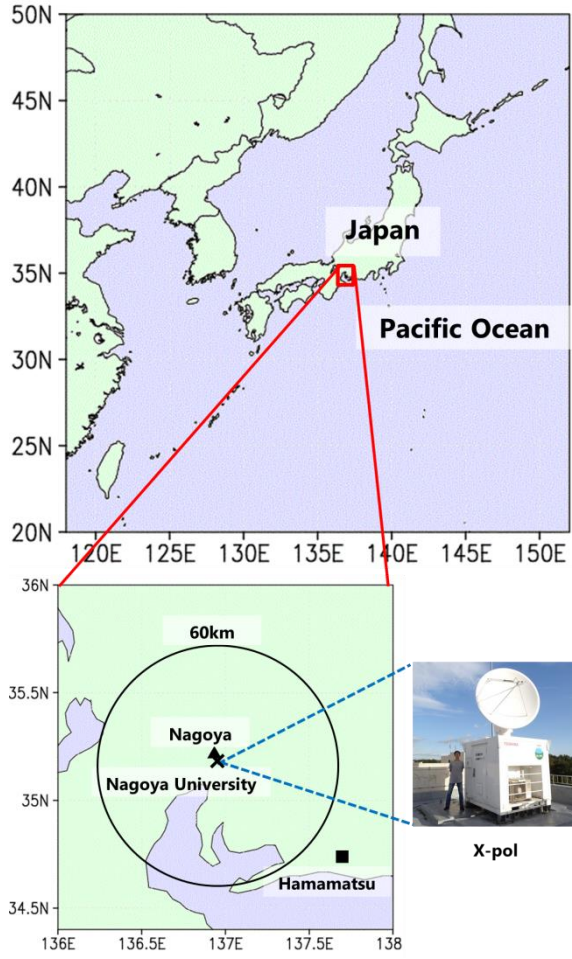 50N
45N
40N
Japan
35N
Pacific Ocean
30N
25N
20N
120E 125E 130E 135E 140E 145E 150E
36N
60km
35.5N
Nagoya
Nagoya University
35N
X-pol
Hamamatsu
34.5N
136E 136.5E 137E 137.5E 138